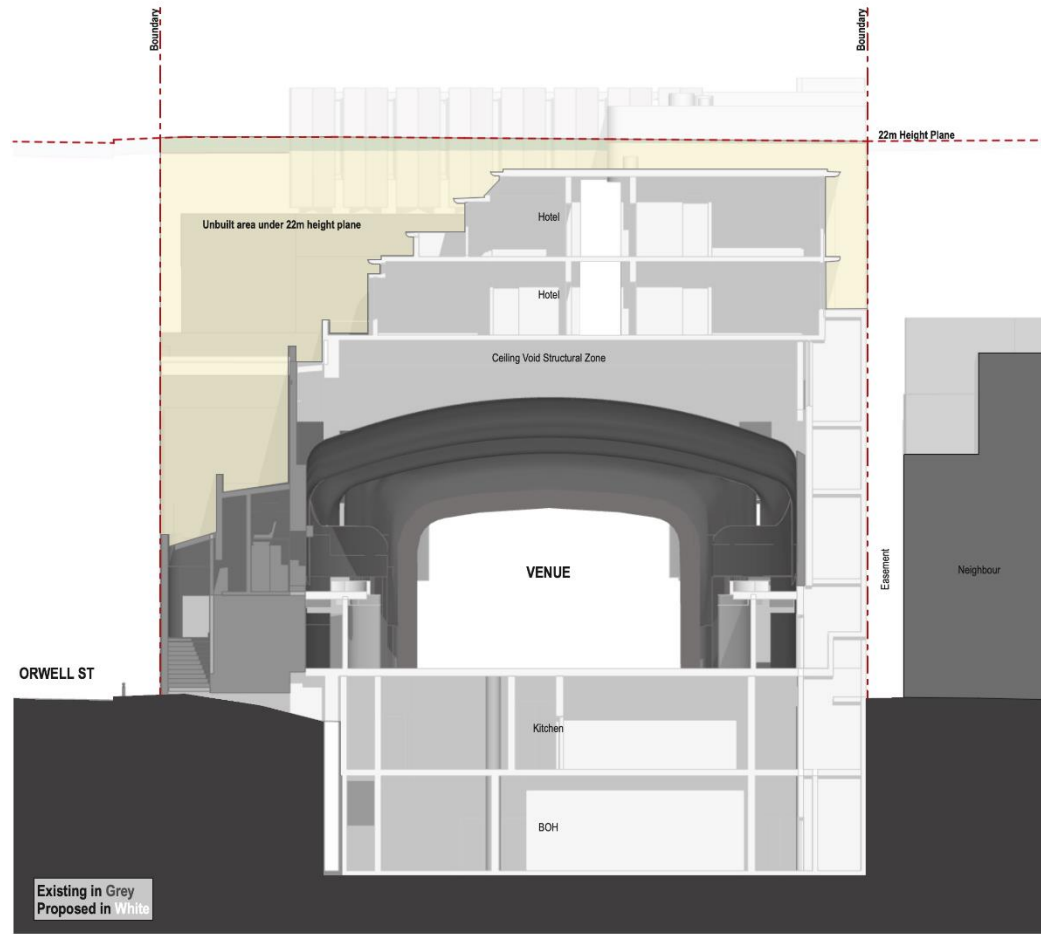 Boundary
Boundary
22m Height Plane
Hotel
Unbuilt area under 22m height plane
Hotel
Ceiling Void Structural Zone
VENUE
Easement
Neighbour
ORWELL ST
Kitchen
BOH
Existing in Grey
Proposed in White